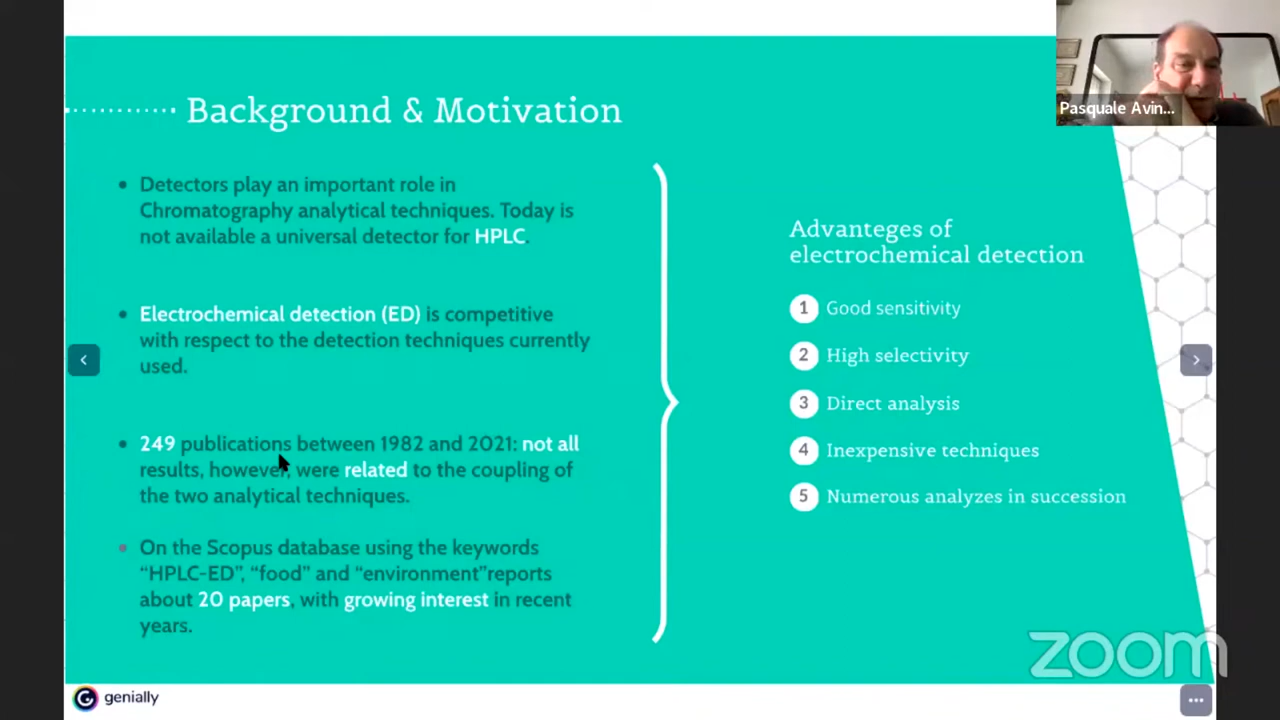 Background & Motivation
Detectors play an important role in
Chromatography analytical techniques. Today is
not available a universal detector for HPLC.
Electrochemical detection (ED) is competitive
with respect to the detection techniques currently
used.
249 publications between 1982 and 2021: not all
results, however, were related to the coupling of
the two analytical techniques.
On the Scopus database using the keywords
“HPLC-ED”, “food” and “environment”reports
about 20 papers, with growing interest in recent
years.
Advanteges of
electrochemical detection
1 Good sensitivity
2 High selectivity
3 Direct analysis
4 Inexpensive techniques
5 Numerous analyzes in succession
Pasquale Avin...
zoom
genially